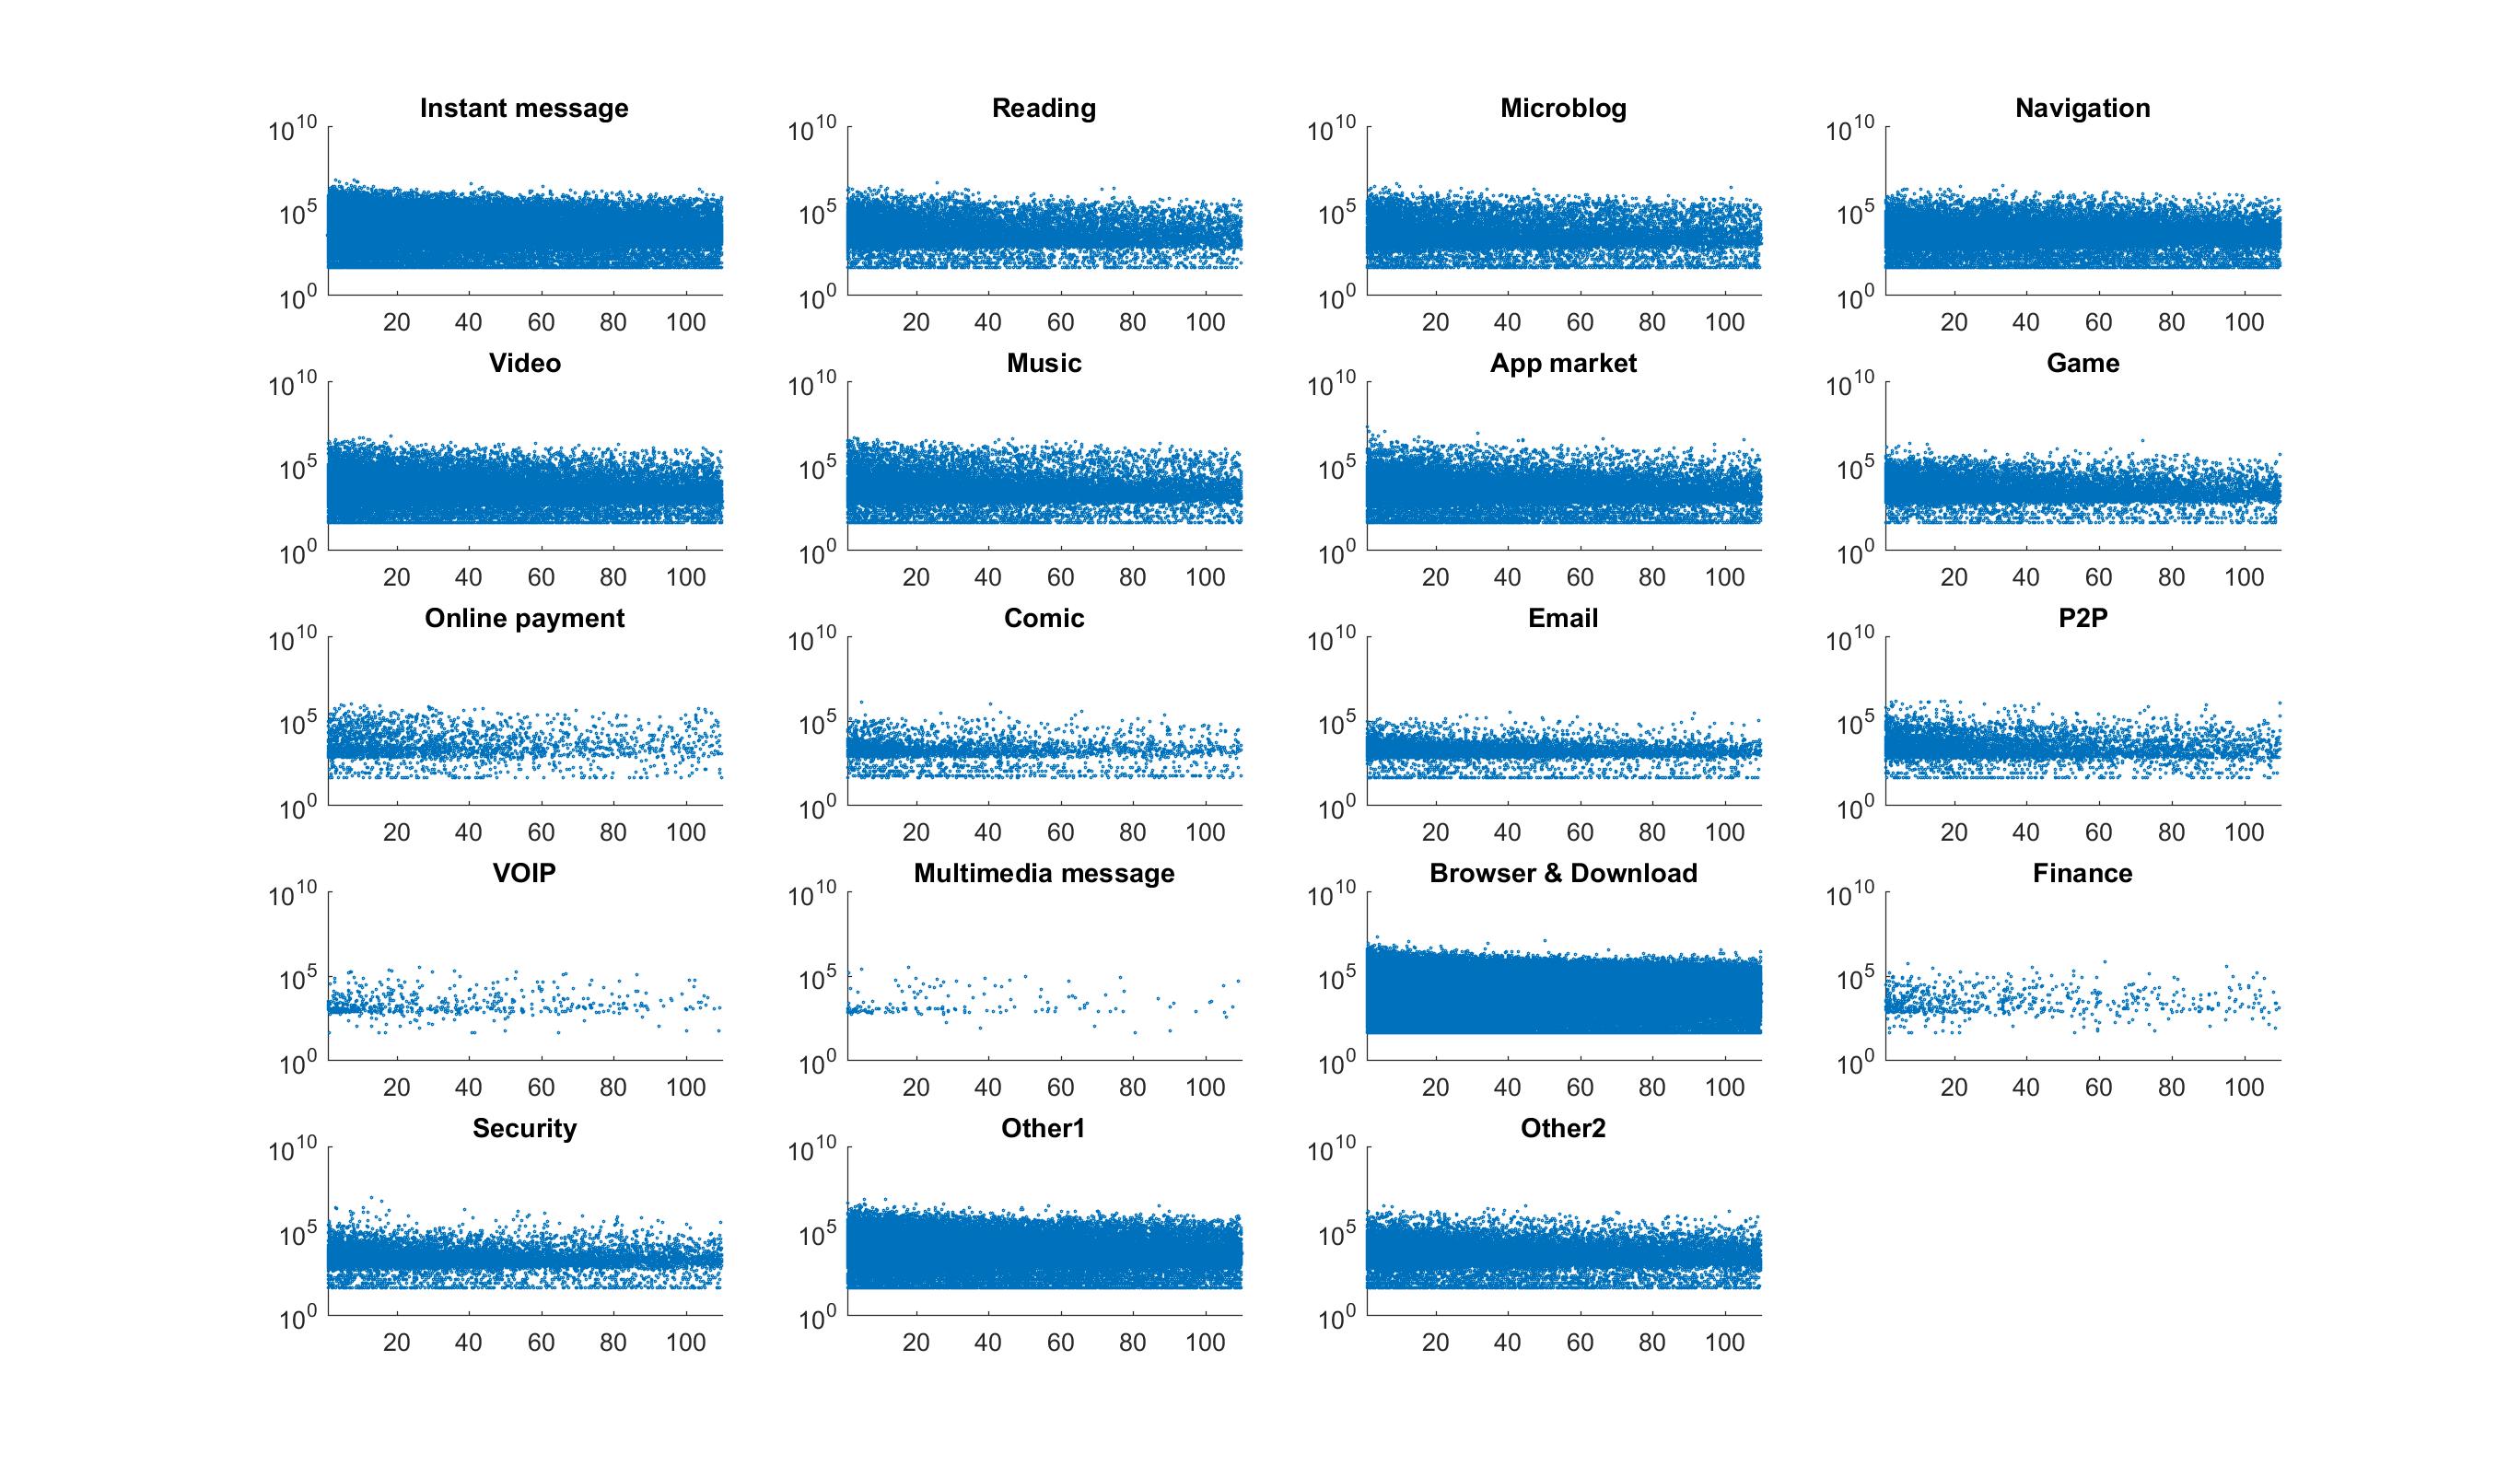 Instant message Reading Microblog Navigation
10^10 10^10 10^10 10^10
10^5 10^5 10^5 10^5
10^0 10^0 10^0 10^0
20 40 60 80 100 20 40 60 80 100 20 40 60 80 100 20 40 60 80 100
Video Music App market Game
10^10 10^10 10^10 10^10
10^5 10^5 10^5 10^5
10^0 10^0 10^0 10^0
20 40 60 80 100 20 40 60 80 100 20 40 60 80 100 20 40 60 80 100
Online payment Comic Email P2P
10^10 10^10 10^10 10^10
10^5 10^5 10^5 10^5
10^0 10^0 10^0 10^0
20 40 60 80 100 20 40 60 80 100 20 40 60 80 100 20 40 60 80 100
VOIP Multimedia message Browser & Download Finance
10^10 10^10 10^10 10^10
10^5 10^5 10^5 10^5
10^0 10^0 10^0 10^0
20 40 60 80 100 20 40 60 80 100 20 40 60 80 100 20 40 60 80 100
Security Other1 Other2
10^10 10^10 10^10
10^5 10^5 10^5
10^0 10^0 10^0
20 40 60 80 100 20 40 60 80 100 20 40 60 80 100